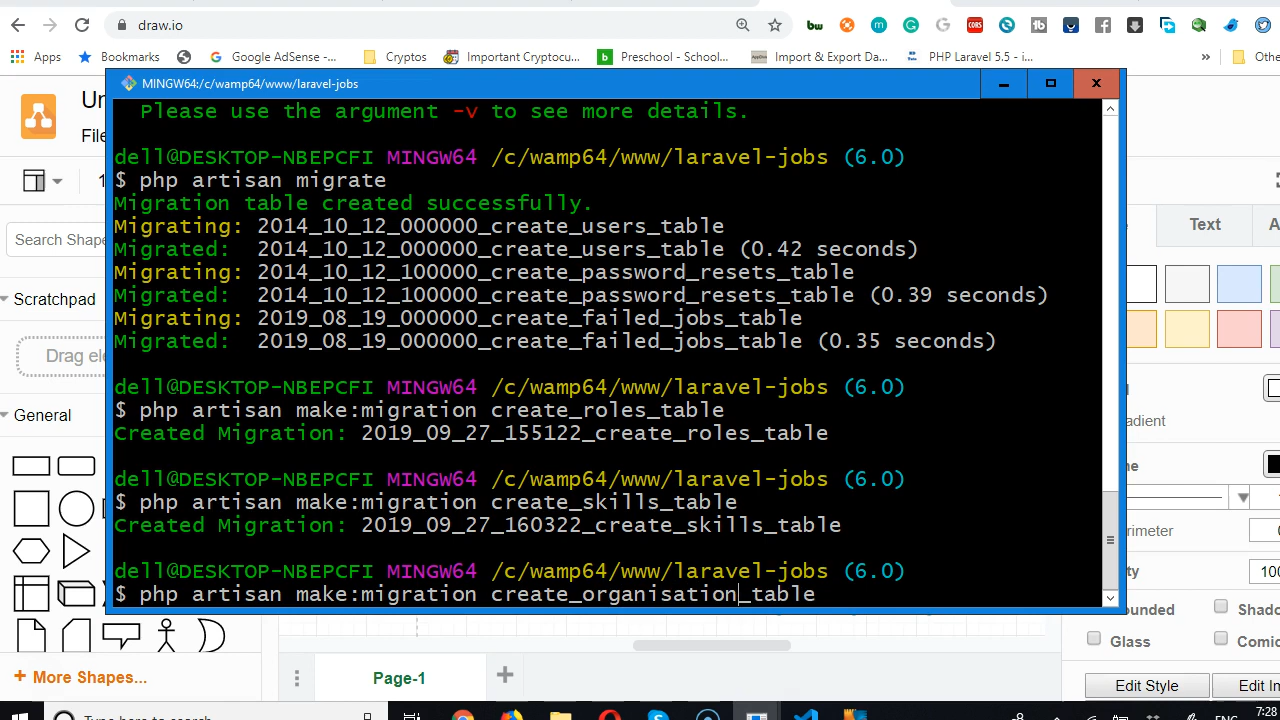 draw.io
Apps
Bookmarks
Google AdSense -...
Cryptos
Important Cryptocu...
Preschool - School...
Import & Export Da...
PHP Laravel 5.5 - i...
»
MINGW64:/c/wamp64/www/laravel-jobs
Please use the argument -v to see more details.
dell@DESKTOP-NBEPCFI MINGW64 /c/wamp64/www/laravel-jobs (6.0)
$ php artisan migrate
Migration table created successfully.
Migrating: 2014_10_12_000000_create_users_table
Migrated:  2014_10_12_000000_create_users_table (0.42 seconds)
Migrating: 2014_10_12_100000_create_password_resets_table
Migrated:  2014_10_12_100000_create_password_resets_table (0.39 seconds)
Migrating: 2019_08_19_000000_create_failed_jobs_table
Migrated:  2019_08_19_000000_create_failed_jobs_table (0.35 seconds)
dell@DESKTOP-NBEPCFI MINGW64 /c/wamp64/www/laravel-jobs (6.0)
$ php artisan make:migration create_roles_table
Created Migration: 2019_09_27_155122_create_roles_table
dell@DESKTOP-NBEPCFI MINGW64 /c/wamp64/www/laravel-jobs (6.0)
$ php artisan make:migration create_skills_table
Created Migration: 2019_09_27_160322_create_skills_table
dell@DESKTOP-NBEPCFI MINGW64 /c/wamp64/www/laravel-jobs (6.0)
$ php artisan make:migration create_organisation_table
Un
File
Search Shape
Scratchpad
Drag ele
General
+ More Shapes...
Page-1
Text
Glass
Edit Style
Edit Im
7:28